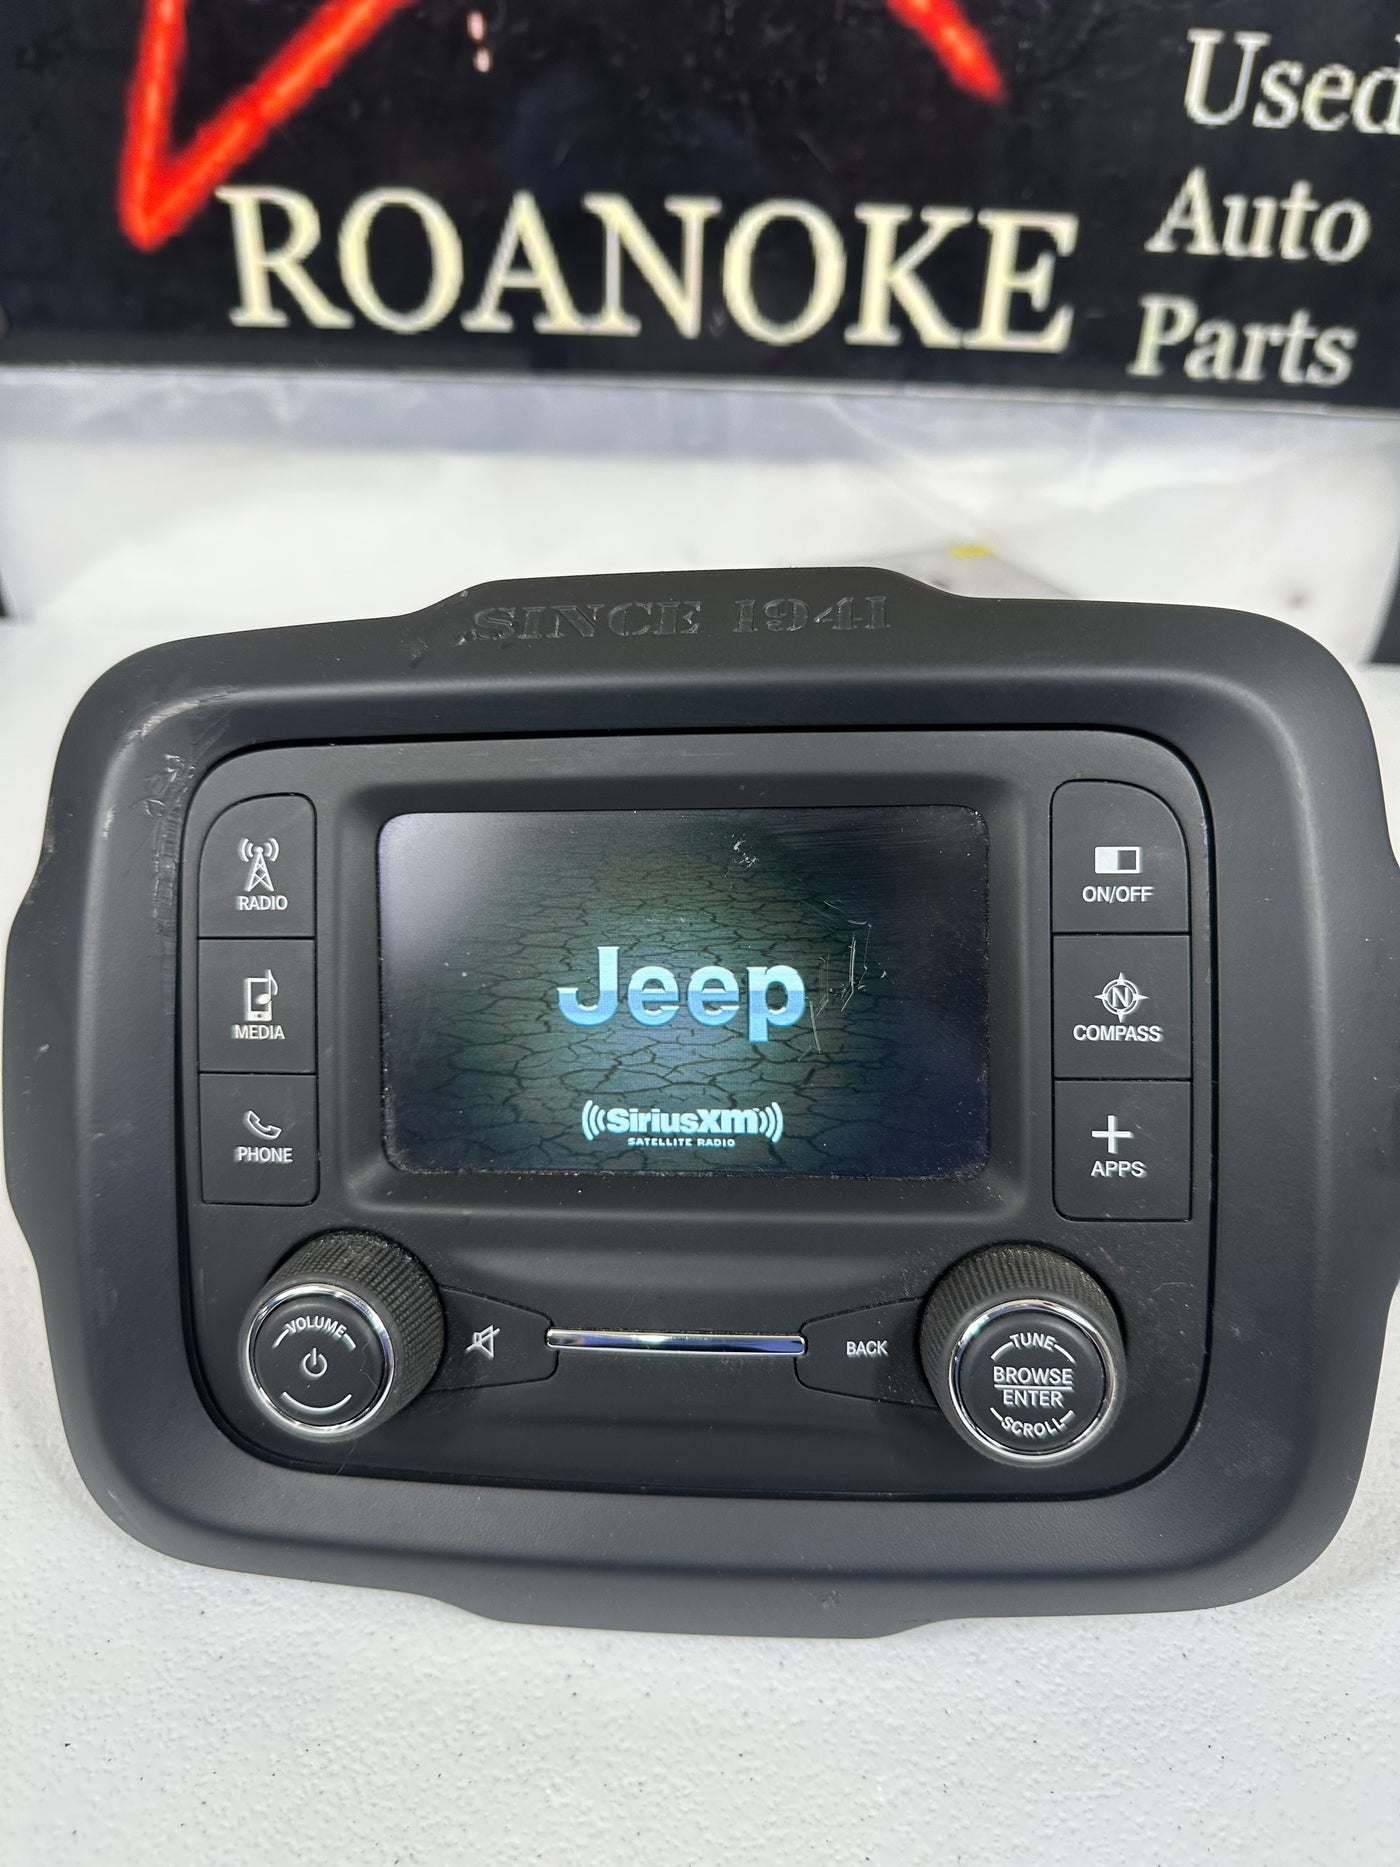 Used
Auto
ROANOKE
Parts
SINCE 1941
RADIO
MEDIA
PHONE
Jeep
SiriusXm
SATELLITE RADIO
ON/OFF
N
COMPASS
APPS
VOLUME
BACK
TUNE
BROWSE
ENTER
SCROLL